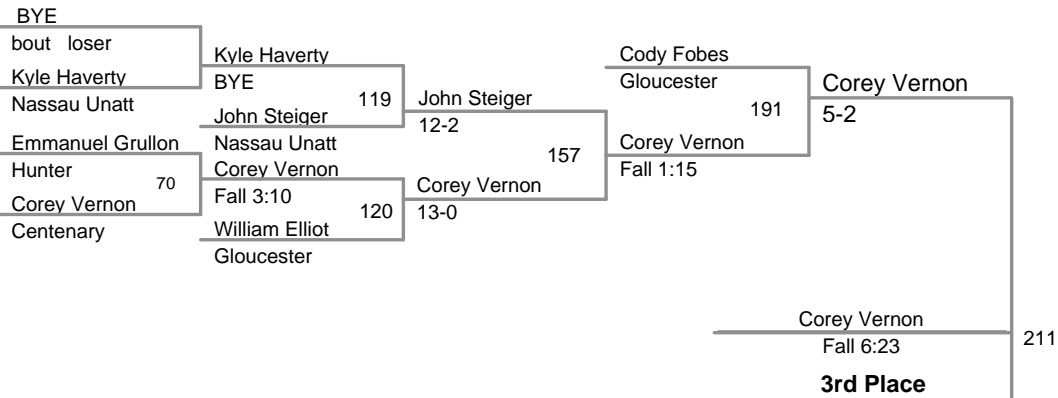 BYE
bout loser
Kyle Haverty
Nassau Unatt
Emmanuel Grullon
Hunter
70
Corey Vernon
Centenary
Kyle Haverty
BYE
119
John Steiger
Nassau Unatt
Corey Vernon
Fall 3:10
120
William Elliot
Gloucester
John Steiger
12-2
157
Corey Vernon
13-0
Cody Fobes
Gloucester
191
Corey Vernon
Fall 1:15
Corey Vernon
5-2
Corey Vernon
Fall 6:23
211
3rd Place